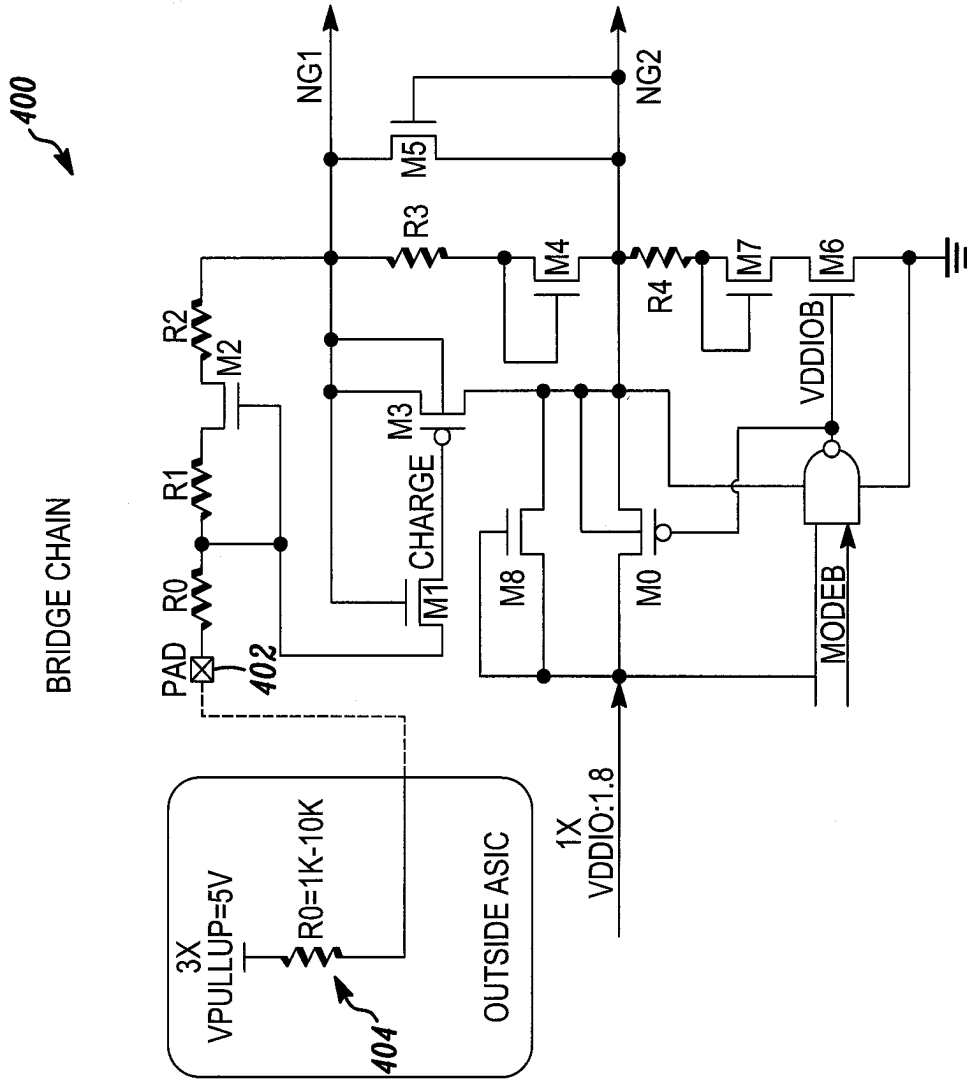 400
BRIDGE CHAIN
NG1
R2
M2
R1
R0
PAD
402
M5
R3
M3
CHARGE
M1
M4
NG2
3X
VPULLUP=5V
R0=1K-10K
404
OUTSIDE ASIC
M8
M0
R4
M7
M6
VDDIOB
1X
VDDIO:1.8
MODEB